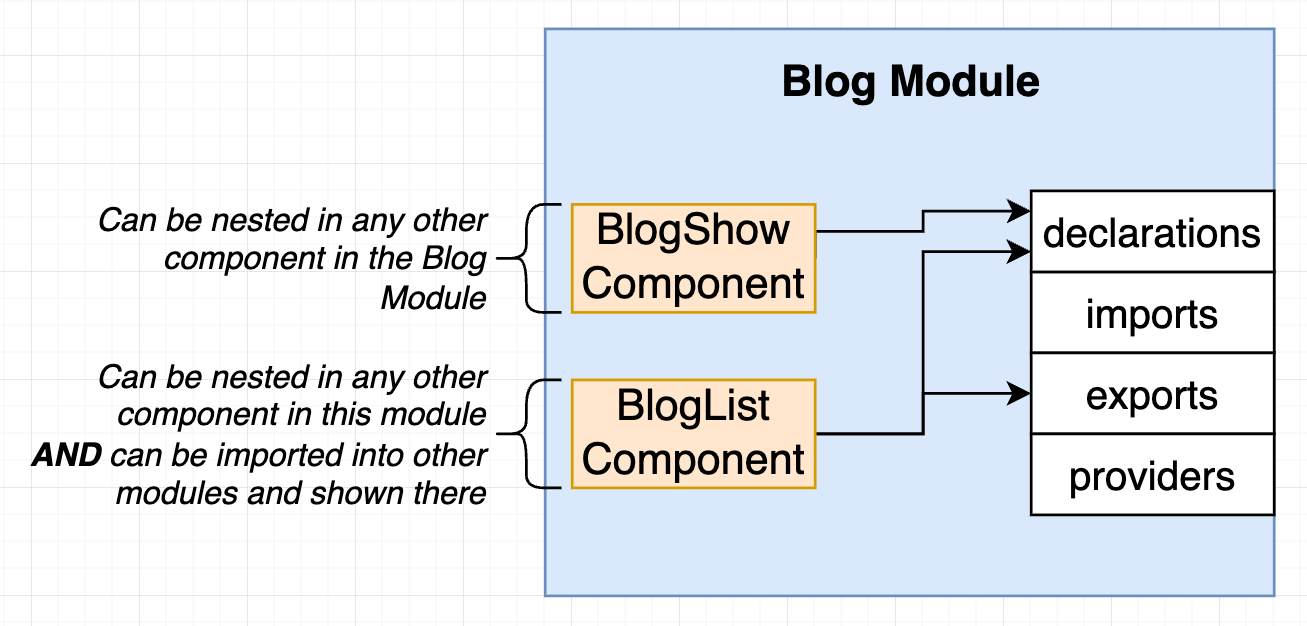 Blog Module
Can be nested in any other
component in the Blog
Module
BlogShow
Component
Can be nested in any other
component in this module
AND can be imported into other
modules and shown there
BlogList
Component
declarations
imports
exports
providers